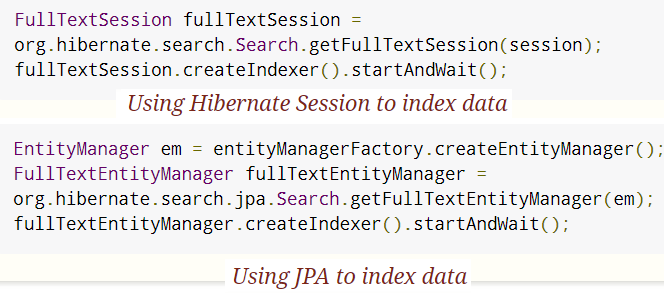 FullTextSession fullTextSession =
org.hibernate.search.Search.getFullTextSession(session);
fullTextSession.createIndexer().startAndWait();
Using Hibernate Session to index data
EntityManager em = entityManagerFactory.createEntityManager();
FullTextEntityManager fullTextEntityManager =
org.hibernate.search.jpa.Search.getFullTextEntityManager(em);
fullTextEntityManager.createIndexer().startAndWait();
Using JPA to index data